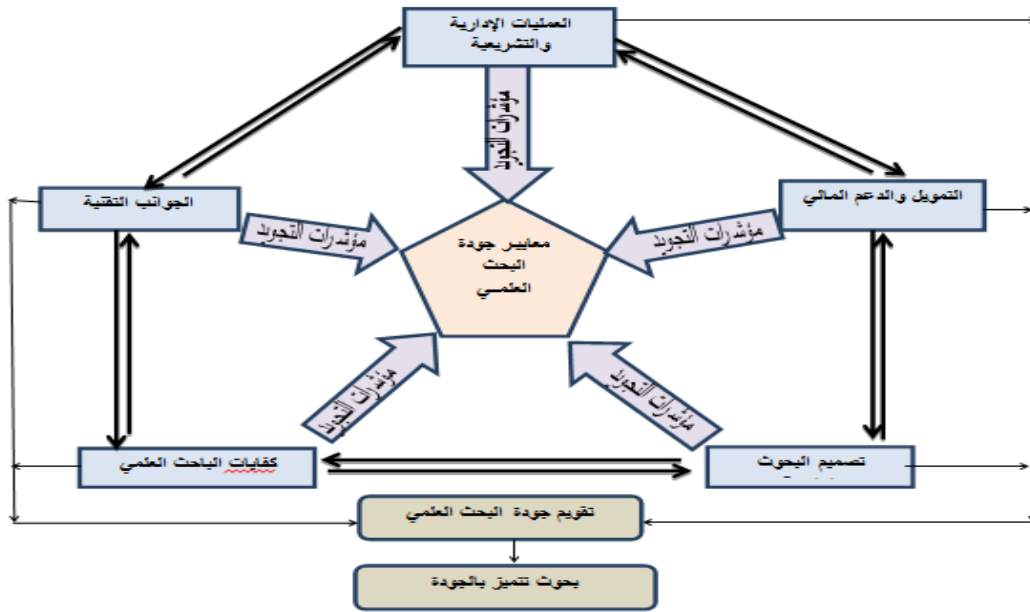 العمليات الإدارية
والتشريعية
مؤشرات التجويد
التمويل والدعم المالي
الجوانب التقنية
مؤشرات التجويد
مؤشرات التجويد
معايير جودة
البحث
العلمـي
مؤشرات التجويد
مؤشرات التجويد
تصميم البحوث
كفايات الباحث العلمي
تقويم جودة البحث العلمي
بحوث تتميز بالجودة